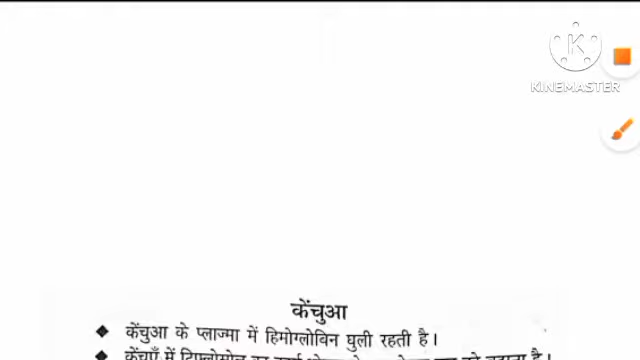 K
KINEMASTER
केंचुआ
❖ केंचुआ के प्लाज्मा में हिमोग्लोविन घुली रहती है।
❖ केंचुएँ में टिफ्लोसोल का कार्य